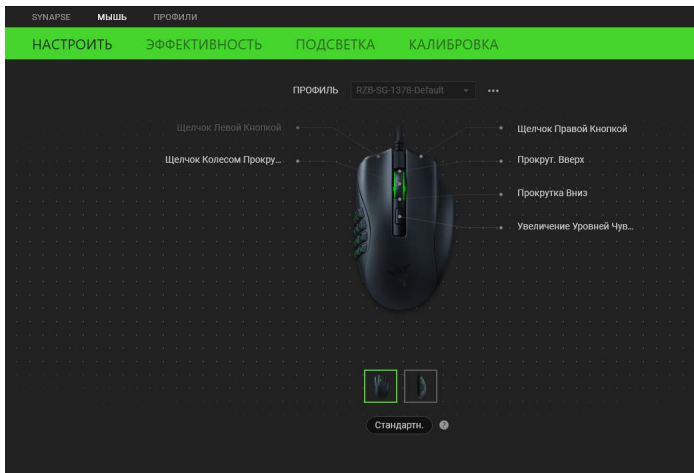 SYNAPSE МЫШЬ ПРОФИЛИ
НАСТРОИТЬ ЭФФЕКТИВНОСТЬ ПОДСВЕТКА КАЛИБРОВКА
ПРОФИЛЬ RZB-SG-1378-Default
Щелчок Левой Кнопкой
Щелчок Правой Кнопкой
Щелчок Колесом Прокру...
Прокрут. Вверх
Прокрутка Вниз
Увеличение Уровней Чув...
Стандартн. ?